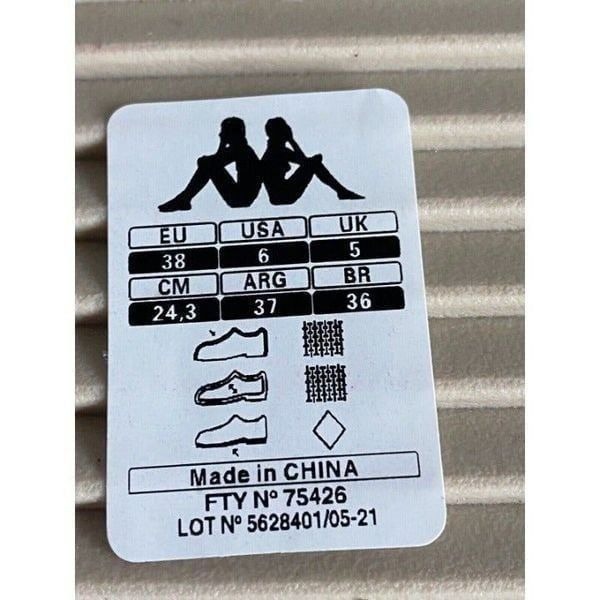 EU USA UK
38 6 5
CM ARG BR
24,3 37 36
Made in CHINA
FTY Nº 75426
LOT Nº 5628401/05-21